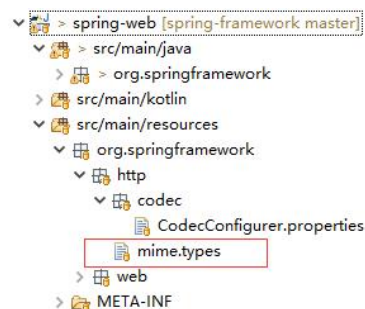 > spring-web [spring-framework master]
> src/main/java
> org.springframework
src/main/kotlin
src/main/resources
org.springframework
http
codec
CodecConfigurer.properties
mime.types
web
META-INF